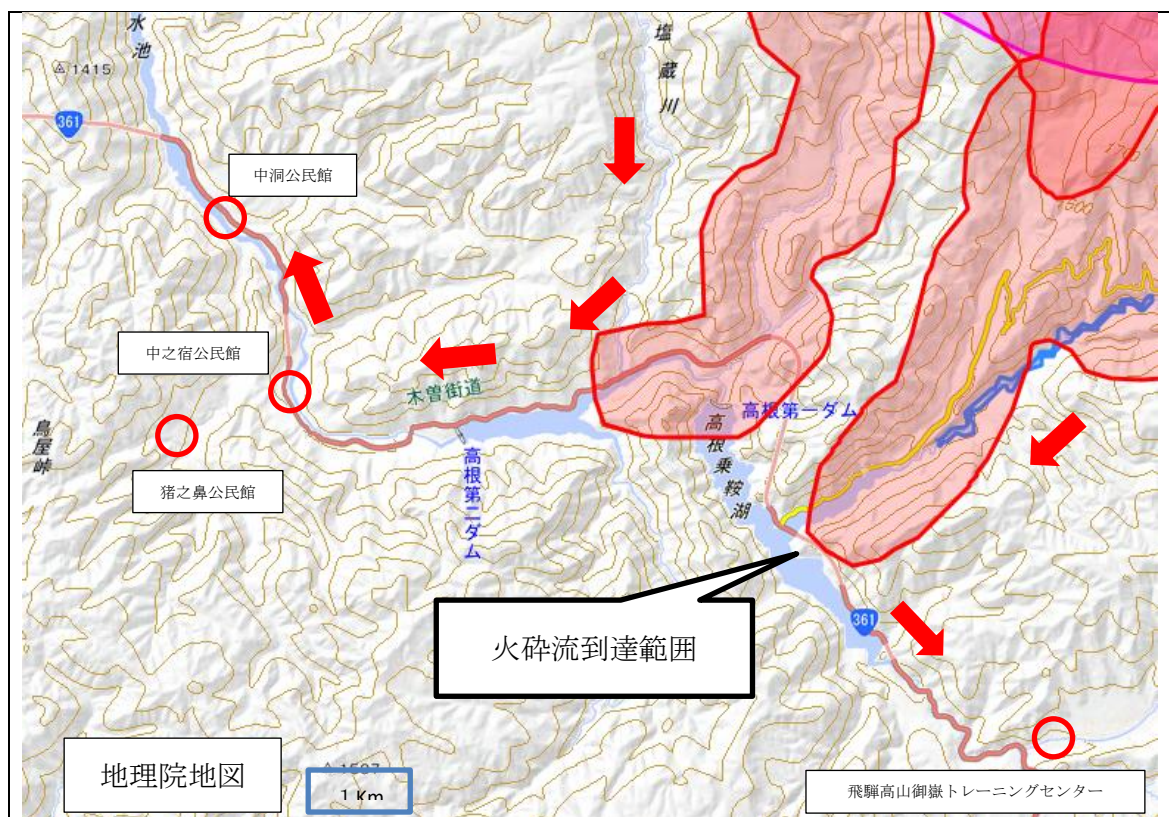 水池
1415
塩蔵川
361
中洞公民館
中之宿公民館
木曽街道
猪之鼻公民館
鳥屋峠
高根第二ダム
高根第一ダム
高根乗鞍湖
1500
火砕流到達範囲
361
地理院地図
1 Km
飛騨高山御嶽トレーニングセンター